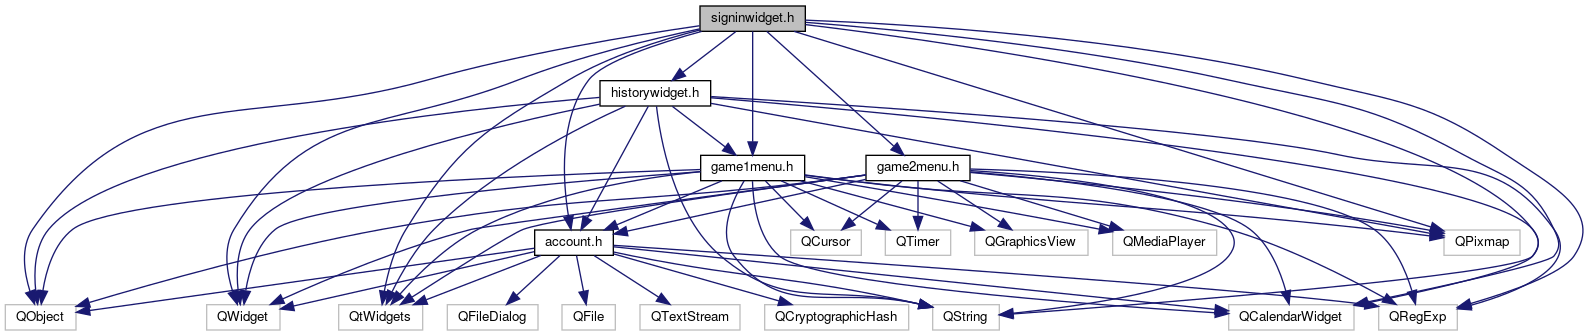 signinwidget.h
historywidget.h
game1menu.h
game2menu.h
account.h
QCursor
QTimer
QGraphicsView
QMediaPlayer
QPixmap
QObject
QWidget
QtWidgets
QFileDialog
QFile
QTextStream
QCryptographicHash
QString
QCalendarWidget
QRegExp